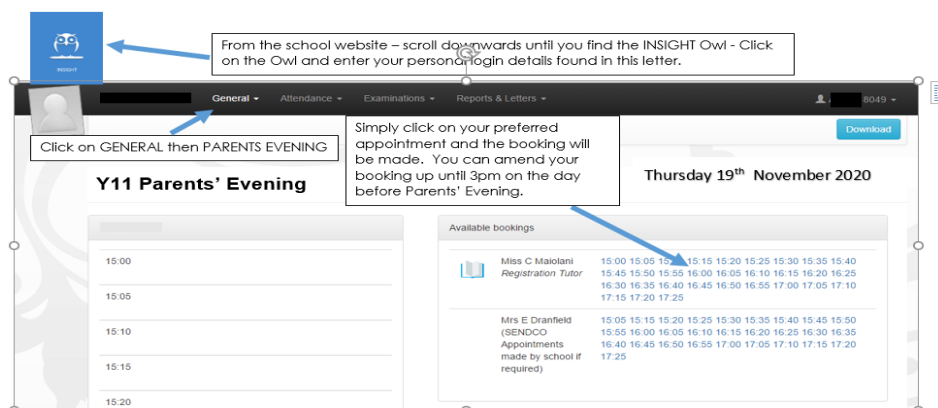 INSIGHT
From the school website – scroll downwards until you find the INSIGHT Owl - Click
on the Owl and enter your personal login details found in this letter.
General Attendance Examinations Reports & Letters 8049
Download
Click on GENERAL then PARENTS EVENING
Simply click on your preferred
appointment and the booking will
be made. You can amend your
booking up until 3pm on the day
before Parents' Evening.
Y11 Parents' Evening
Thursday 19th November 2020
15:00
15:05
15:10
15:15
15:20
Available bookings
Miss C Maiolani
Registration Tutor
15:00 15:05 15:15 15:20 15:25 15:30 15:35 15:40
15:45 15:50 15:55 16:00 16:05 16:10 16:15 16:20 16:25
16:30 16:35 16:40 16:45 16:50 16:55 17:00 17:05 17:10
17:15 17:20 17:25
Mrs E Dranfield
(SENDCO
Appointments
made by school if
required)
15:05 15:15 15:20 15:25 15:30 15:35 15:40 15:45 15:50
15:55 16:00 16:05 16:10 16:15 16:20 16:25 16:30 16:35
16:40 16:45 16:50 16:55 17:00 17:05 17:10 17:15 17:20
17:25